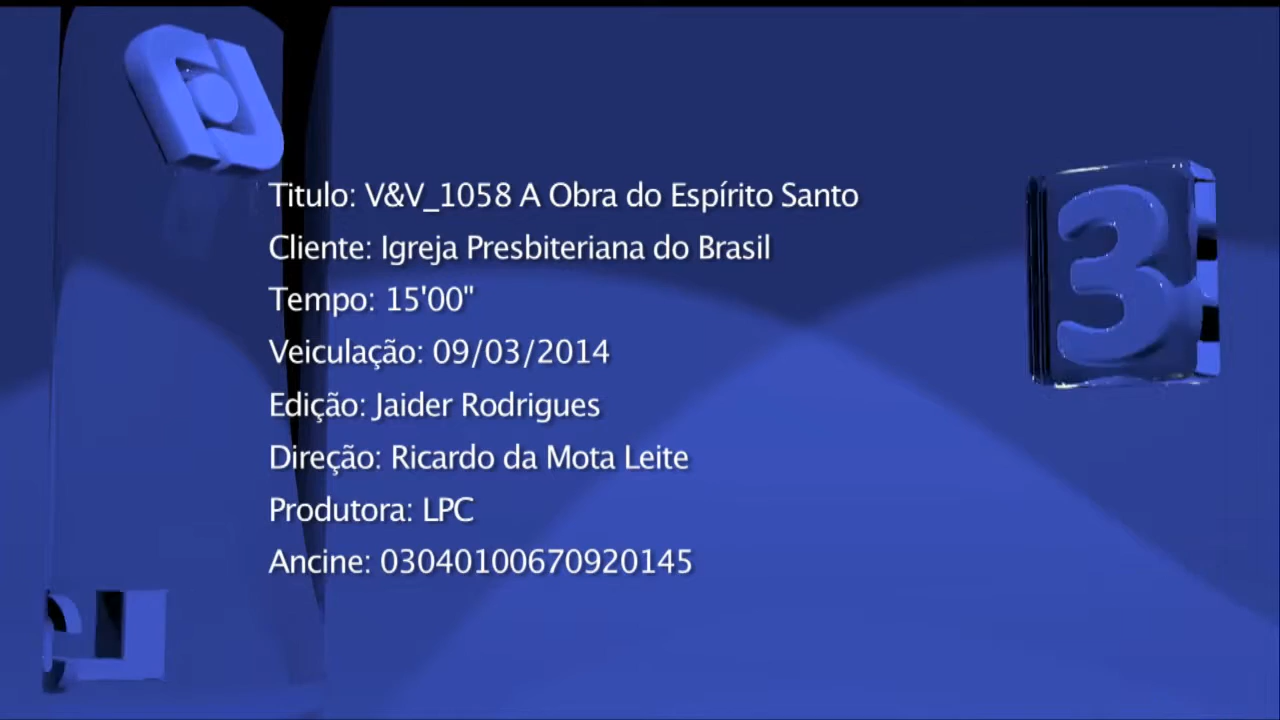 Titulo: V&V_1058 A Obra do Espírito Santo
Cliente: Igreja Presbiteriana do Brasil
Tempo: 15'00"
Veiculação: 09/03/2014
Edição: Jaider Rodrigues
Direção: Ricardo da Mota Leite
Produtora: LPC
Ancine: 03040100670920145
3